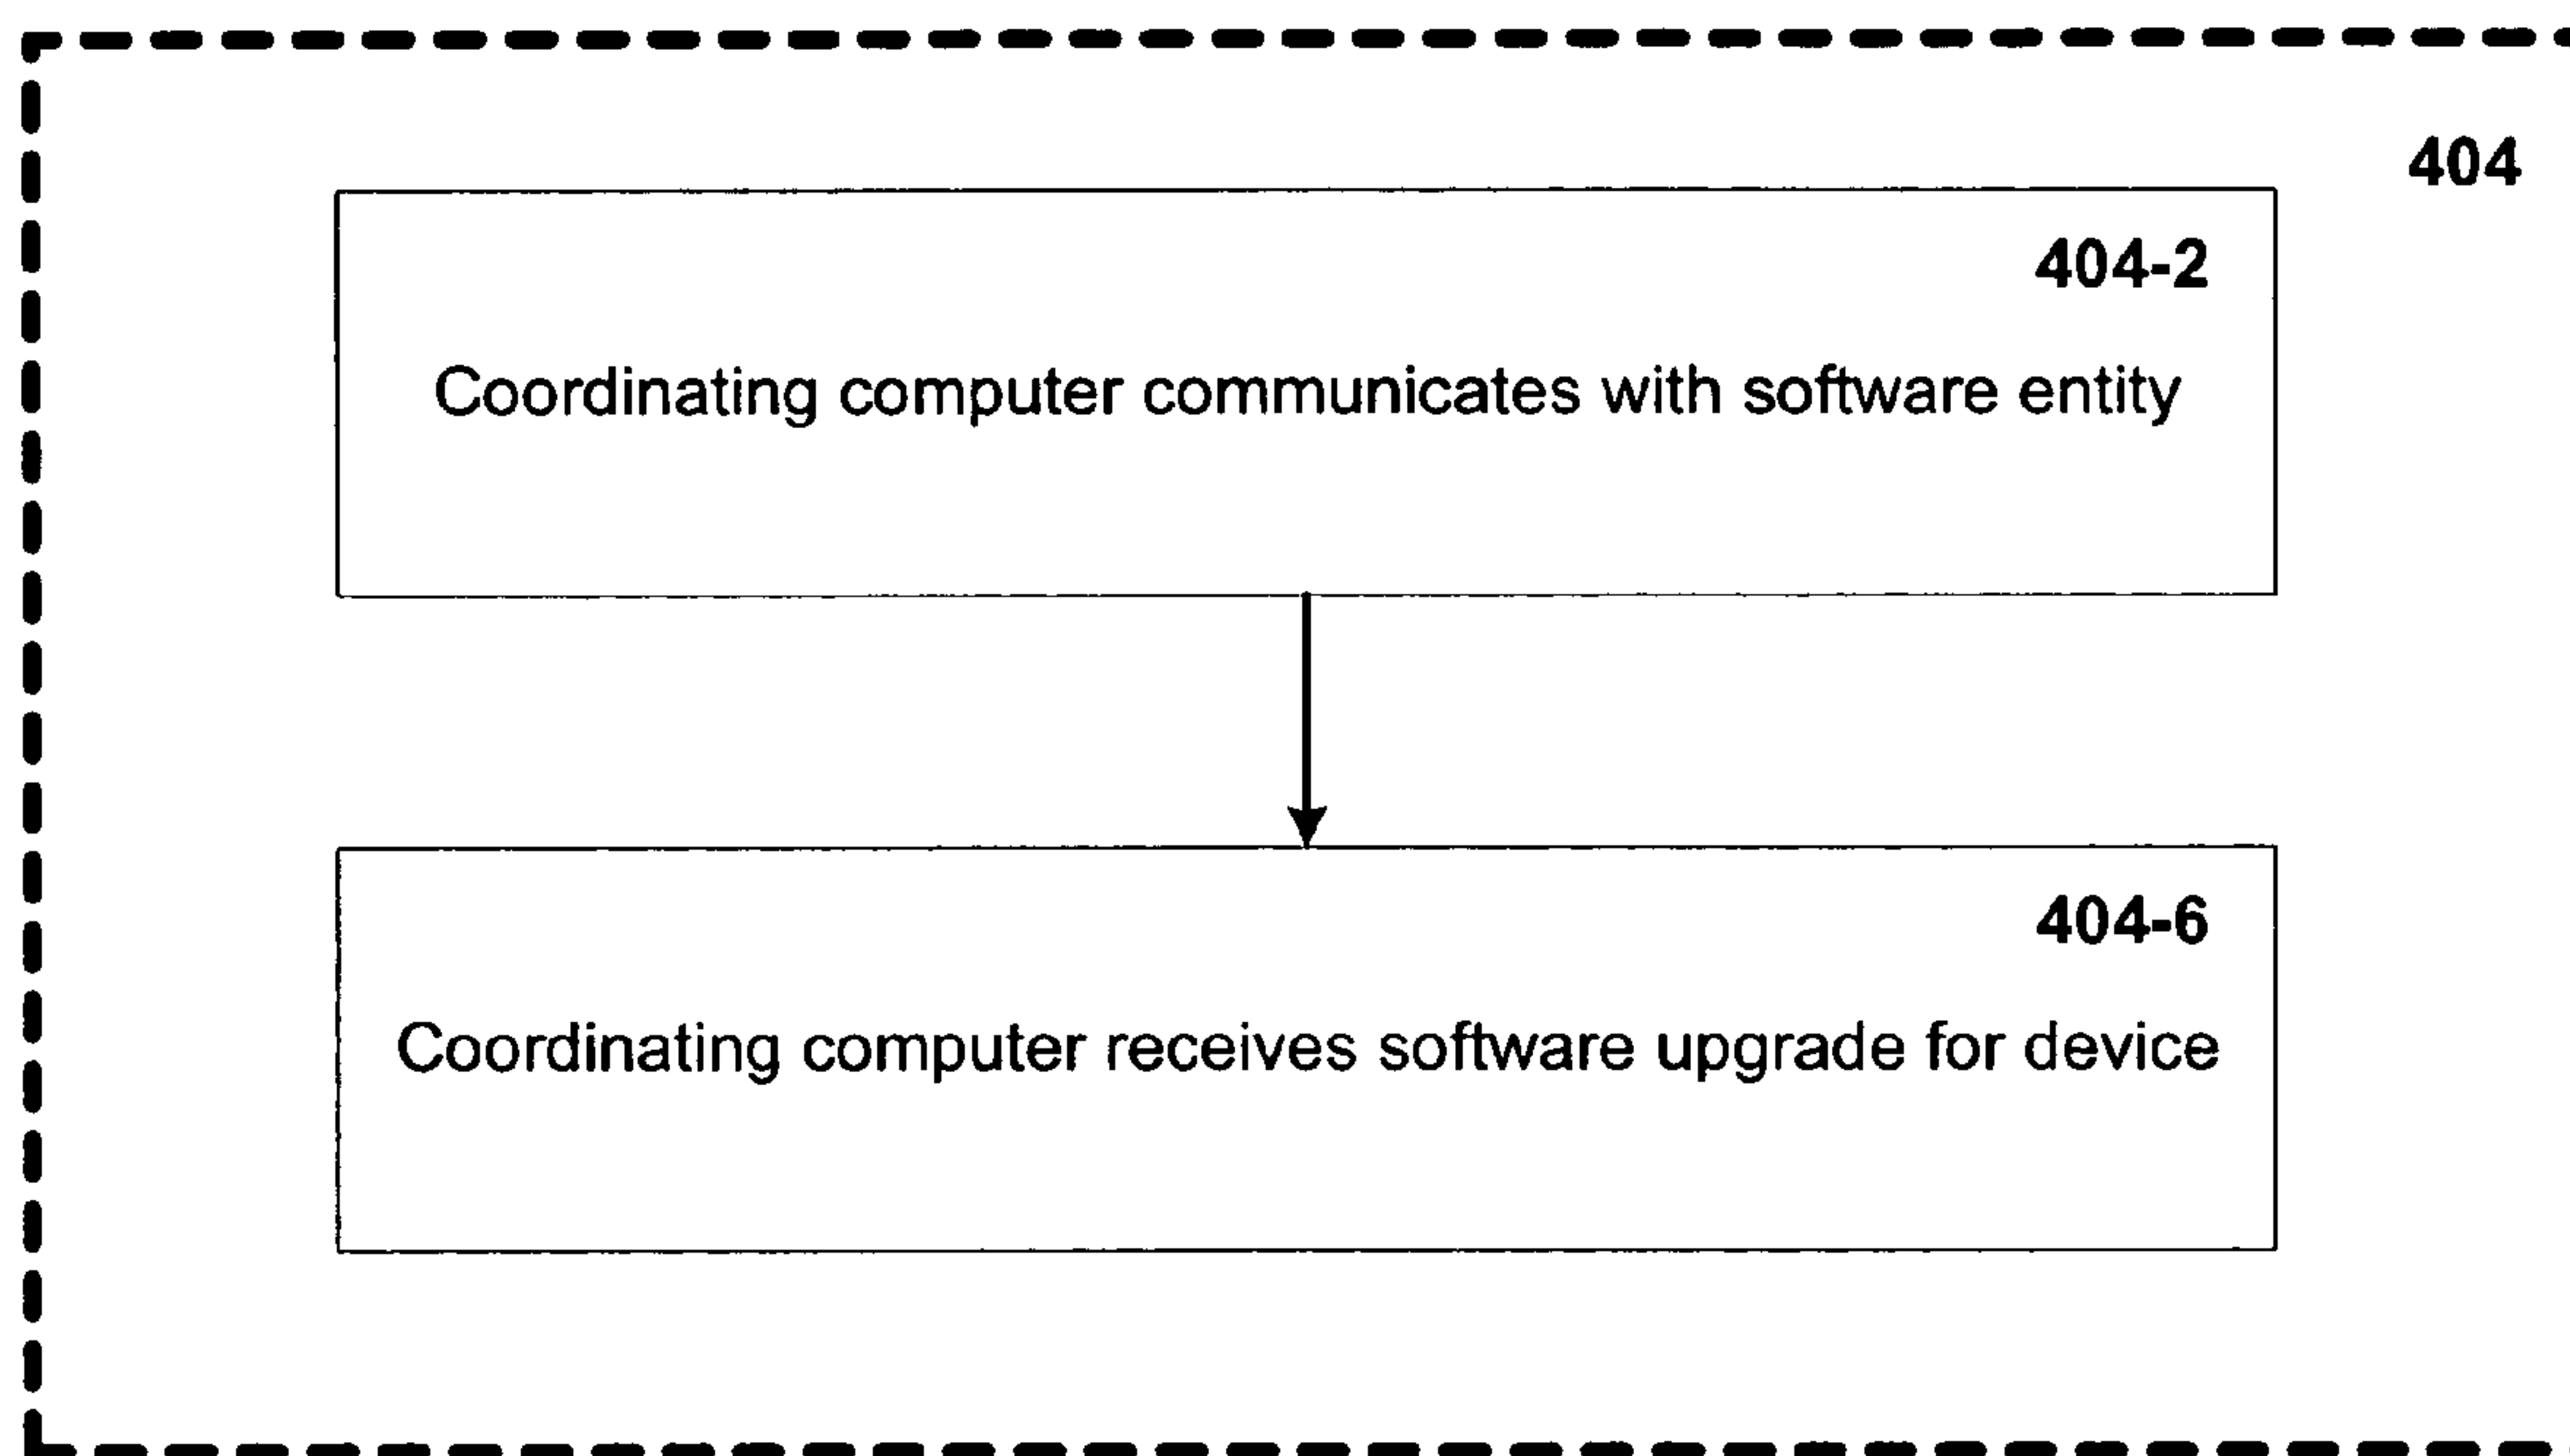 404
404-2
Coordinating computer communicates with software entity
404-6
Coordinating computer receives software upgrade for device